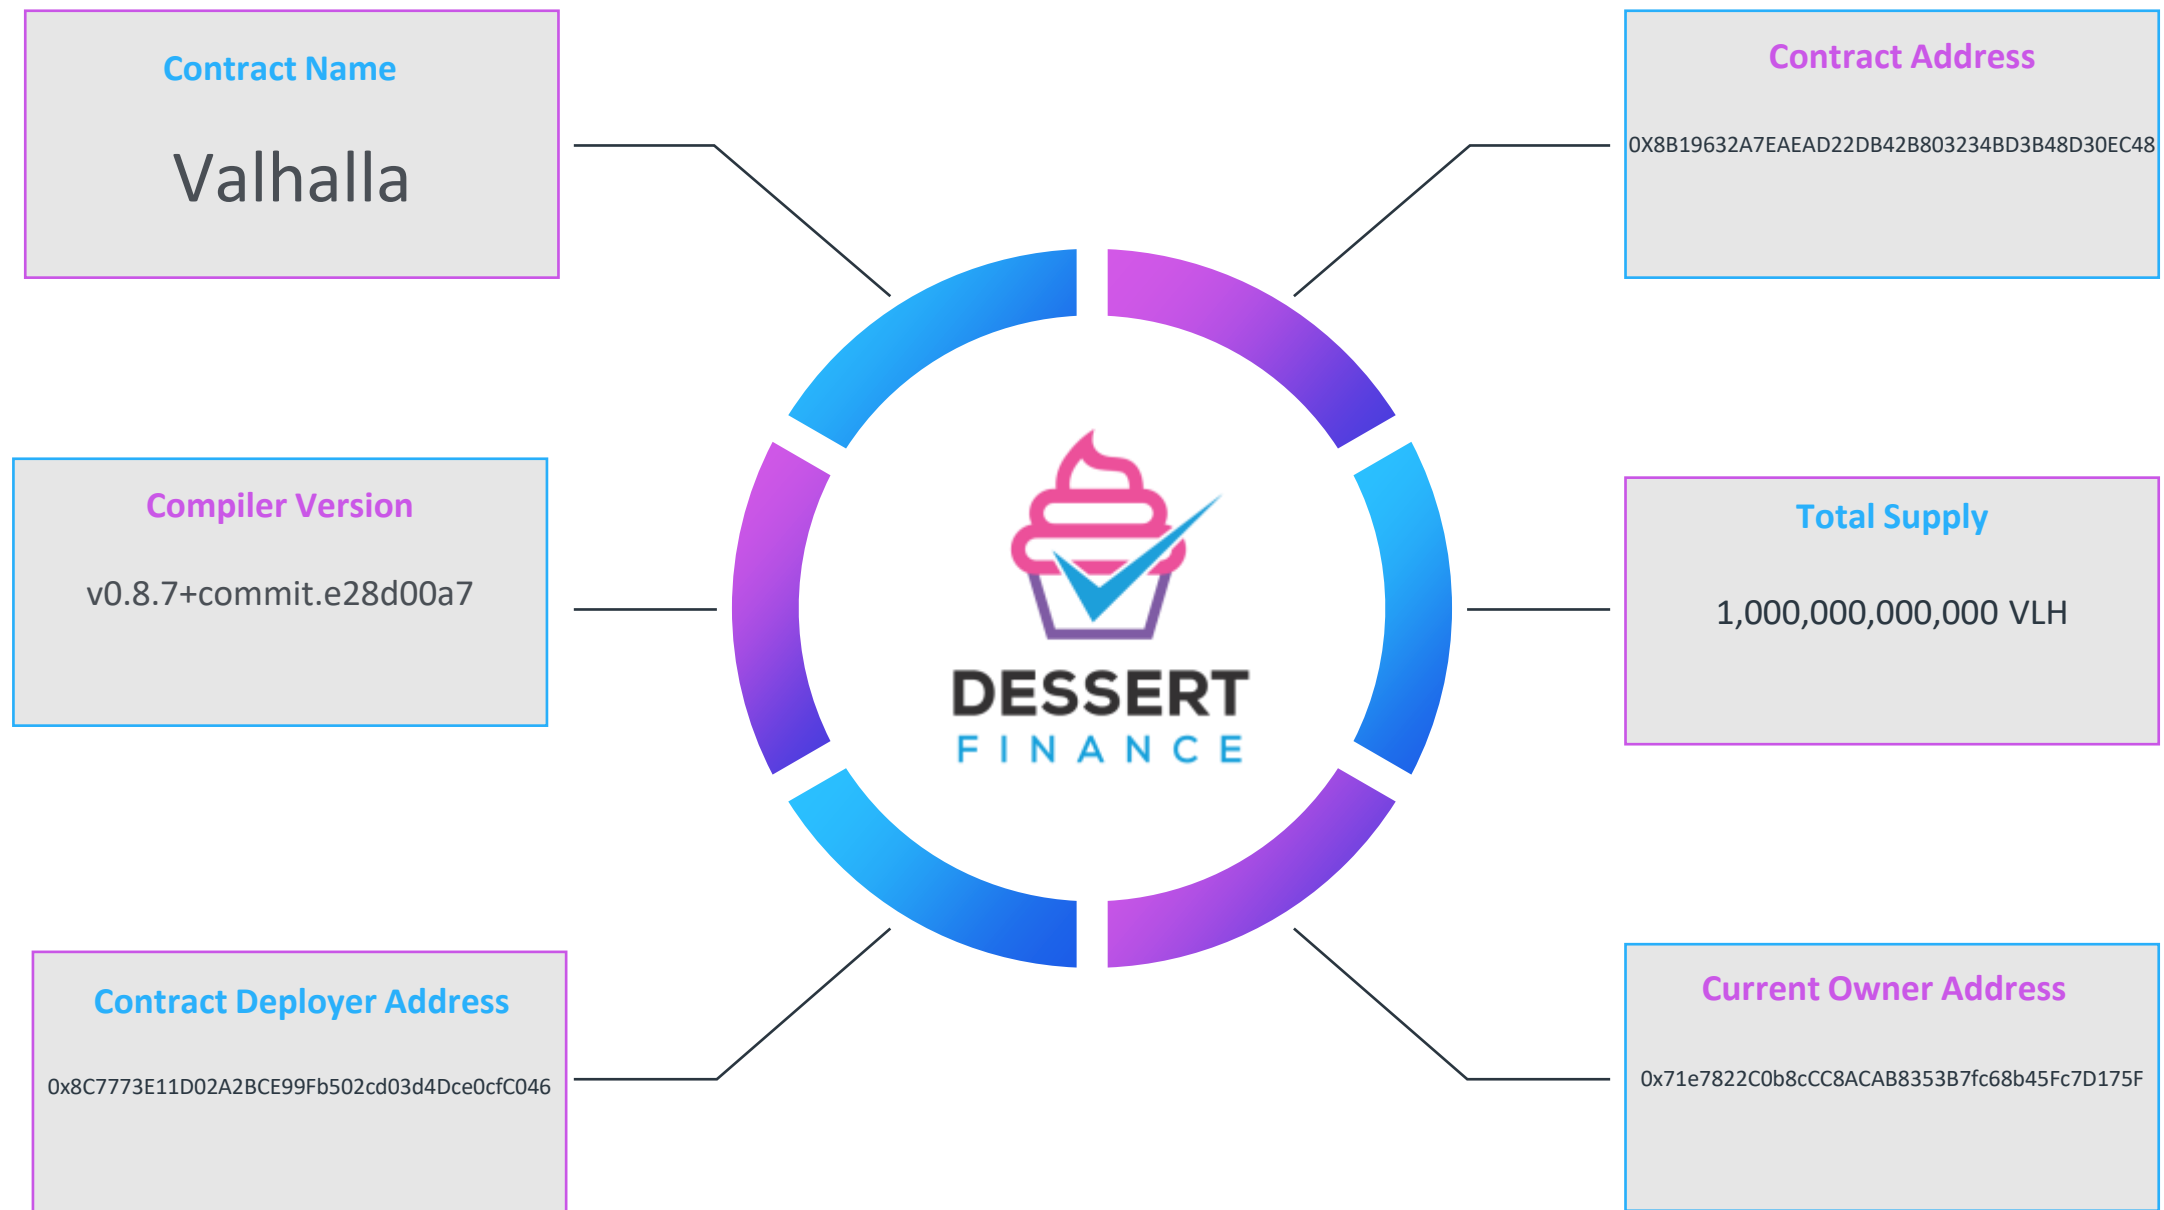 Contract Name
Valhalla
Contract Address
0X8B19632A7EAEAD22DB42B803234BD3B48D30EC48
Compiler Version
v0.8.7+commit.e28d00a7
Total Supply
1,000,000,000,000 VLH
DESSERT
FINANCE
Contract Deployer Address
0x8C7773E11D02A2BCE99Fb502cd03d4Dce0cfC046
Current Owner Address
0x71e7822C0b8cCC8ACAB8353B7fc68b45Fc7D175F